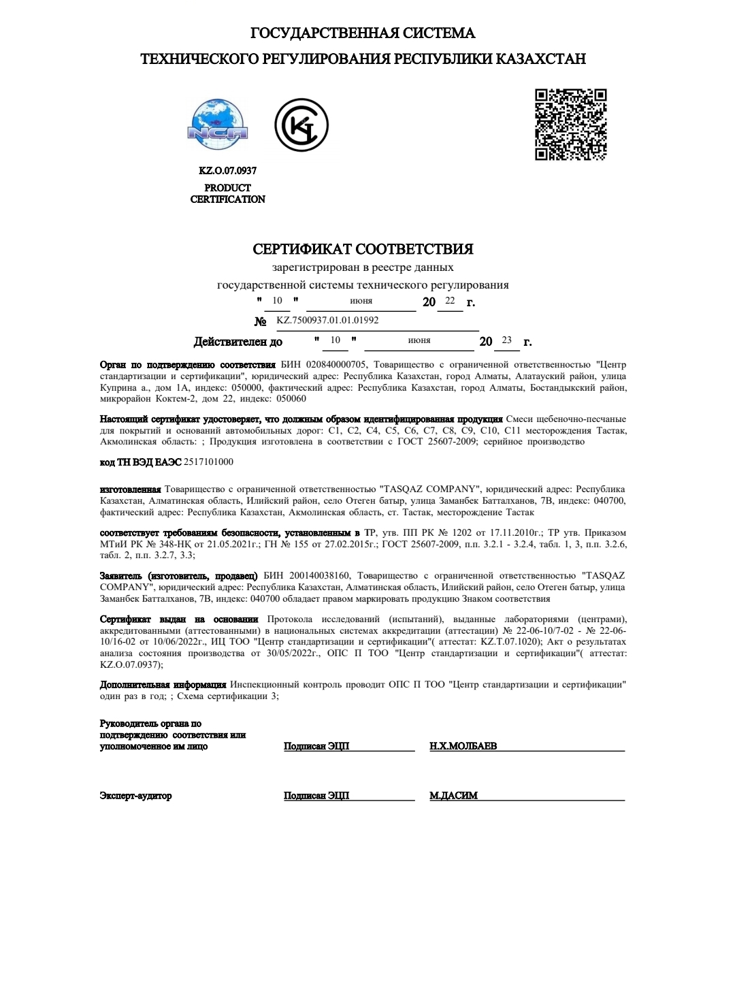 ГОСУДАРСТВЕННАЯ СИСТЕМА
ТЕХНИЧЕСКОГО РЕГУЛИРОВАНИЯ РЕСПУБЛИКИ КАЗАХСТАН
NCA
KZ.O.07.0937
PRODUCT
CERTIFICATION
СЕРТИФИКАТ СООТВЕТСТВИЯ
зарегистрирован в реестре данных
государственной системы технического регулирования
" 10 " июня 20 22 г.
№ KZ.7500937.01.01.01992
Действителен до " 10 " июня 20 23 г.
Орган по подтверждению соответствия БИН 020840000705, Товарищество с ограниченной ответственностью "Центр
стандартизации и сертификации", юридический адрес: Республика Казахстан, город Алматы, Алатауский район, улица
Куприна а., дом 1А, индекс: 050000, фактический адрес: Республика Казахстан, город Алматы, Бостандыкский район,
микрорайон Коктем-2, дом 22, индекс: 050060
Настоящий сертификат удостоверяет, что должным образом идентифицированная продукция Смеси щебеночно-песчаные
для покрытий и оснований автомобильных дорог: С1, С2, С4, С5, С6, С7, С8, С9, С10, С11 месторождения Тастак,
Акмолинская область: ; Продукция изготовлена в соответствии с ГОСТ 25607-2009; серийное производство
код ТН ВЭД ЕАЭС 2517101000
изготовленная Товарищество с ограниченной ответственностью "TASQAZ COMPANY", юридический адрес: Республика
Казахстан, Алматинская область, Илийский район, село Отеген батыр, улица Заманбек Батталханов, 7В, индекс: 040700,
фактический адрес: Республика Казахстан, Акмолинская область, ст. Тастак, месторождение Тастак
соответствует требованиям безопасности, установленным в ТР, утв. ПП РК № 1202 от 17.11.2010г.; ТР утв. Приказом
МТиИ РК № 348-НҚ от 21.05.2021г.; ГН № 155 от 27.02.2015г.; ГОСТ 25607-2009, п.п. 3.2.1 - 3.2.4, табл. 1, 3, п.п. 3.2.6,
табл. 2, п.п. 3.2.7, 3.3;
Заявитель (изготовитель, продавец) БИН 200140038160, Товарищество с ограниченной ответственностью "TASQAZ
COMPANY", юридический адрес: Республика Казахстан, Алматинская область, Илийский район, село Отеген батыр, улица
Заманбек Батталханов, 7В, индекс: 040700 обладает правом маркировать продукцию Знаком соответствия
Сертификат выдан на основании Протокола исследований (испытаний), выданные лабораториями (центрами),
аккредитованными (аттестованными) в национальных системах аккредитации (аттестации) № 22-06-10/7-02 - № 22-06-
10/16-02 от 10/06/2022г., ИЦ ТОО "Центр стандартизации и сертификации"( аттестат: KZ.T.07.1020); Акт о результатах
анализа состояния производства от 30/05/2022г., ОПС П ТОО "Центр стандартизации и сертификации"( аттестат:
KZ.O.07.0937);
Дополнительная информация Инспекционный контроль проводит ОПС П ТОО "Центр стандартизации и сертификации"
один раз в год; ; Схема сертификации 3;
Руководитель органа по
подтверждению соответствия или
уполномоченное им лицо Подписан ЭЦП Н.Х.МОЛБАЕВ
Эксперт-аудитор Подписан ЭЦП М.ДАСИМ